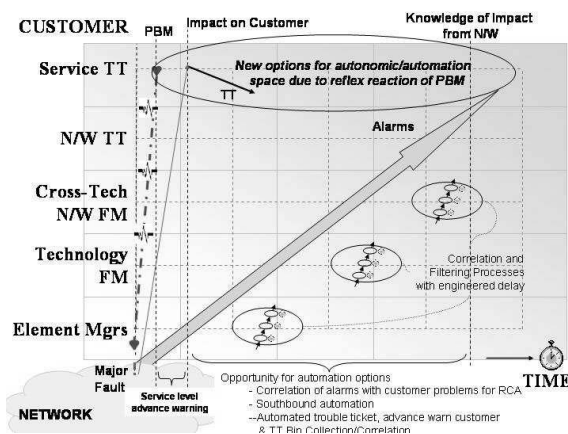 CUSTOMER
PBM
Impact on Customer
Knowledge of Impact
from N/W
Service TT
New options for autonomic/automation
space due to reflex reaction of PBM
TT
N/W TT
Alarms
Cross-Tech
N/W FM
Technology
FM
Correlation and
Filtering Processes
with engineered delay
Element Mgrs
Major
Fault
TIME
NETWORK
Service level
advance warning
Opportunity for automation options
- Correlation of alarms with customer problems for RCA
- Southbound automation
--Automated trouble ticket, advance warn customer
& TT Bin Collection/Correlation